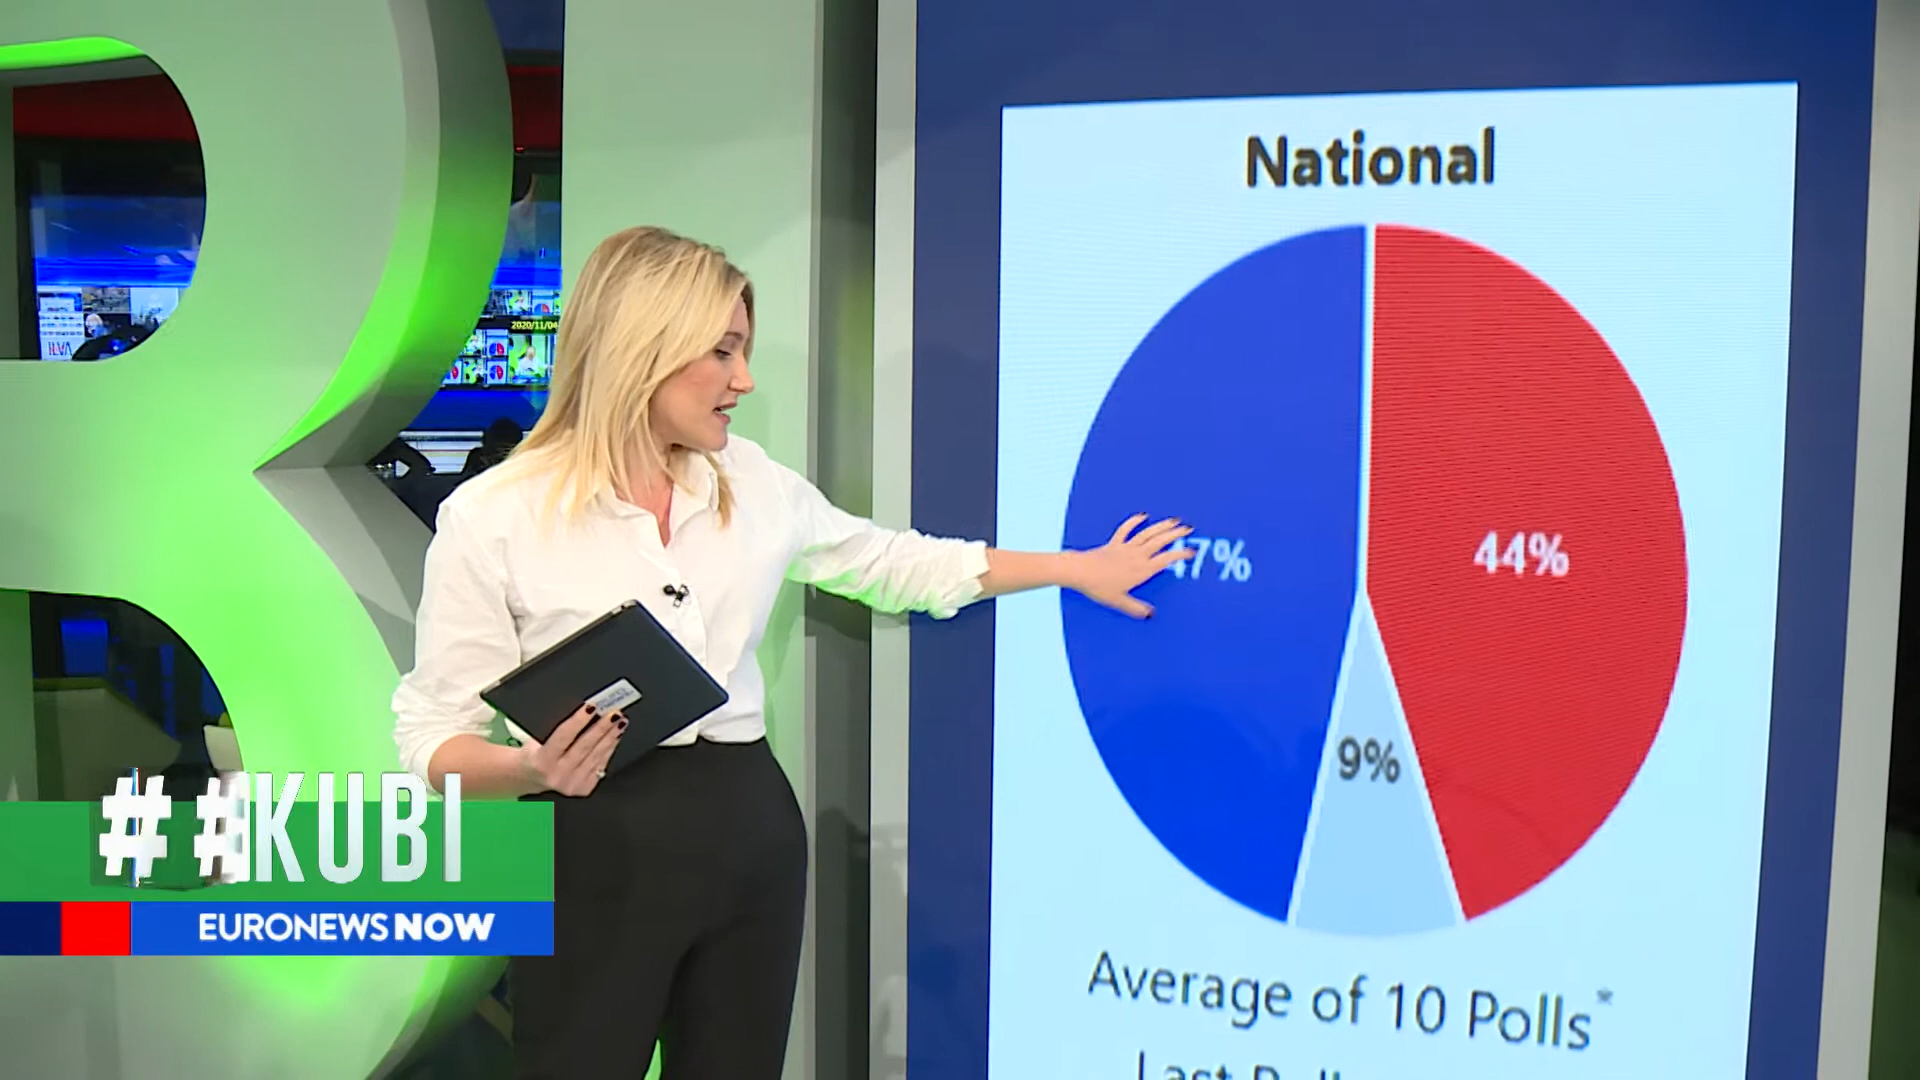 National
47%
44%
9%
Average of 10 Polls*
2020/11/04
##KUBI
EURONEWS NOW